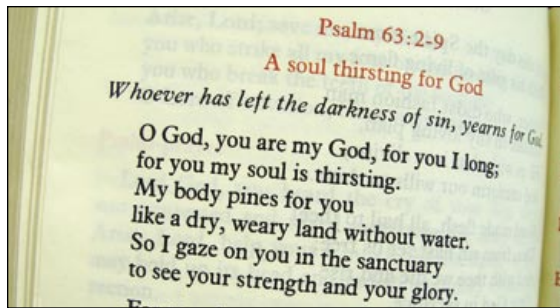 Psalm 63:2-9
A soul thirsting for God
Whoever has left the darkness of sin, yearns for God.
O God, you are my God, for you I long;
for you my soul is thirsting.
My body pines for you
like a dry, weary land without water.
So I gaze on you in the sanctuary
to see your strength and your glory.